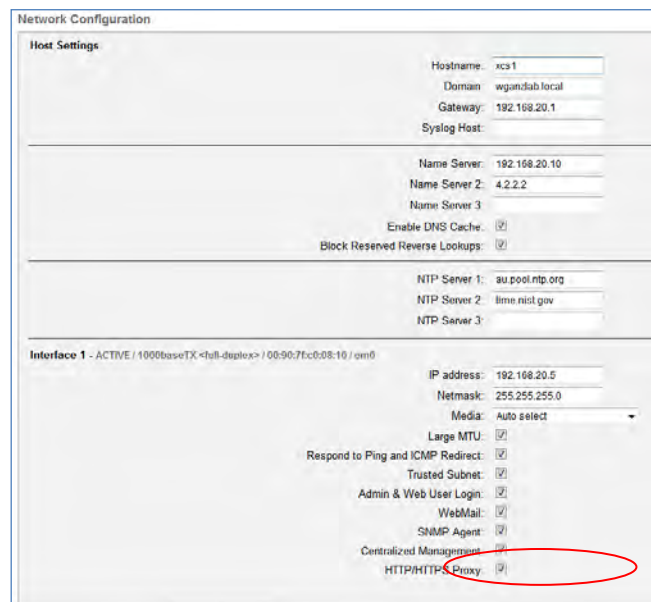 Network Configuration
Host Settings
Hostname: xcs1
Domain: wganzlab.local
Gateway: 192.168.20.1
Syslog Host:
Name Server: 192.168.20.10
Name Server 2: 4.2.2.2
Name Server 3:
Enable DNS Cache:
Block Reserved Reverse Lookups:
NTP Server 1: au.pool.ntp.org
NTP Server 2: time.nist.gov
NTP Server 3:
Interface 1 - ACTIVE / 1000baseTX <full-duplex> / 00:90:7f:c0:08:10 / em0
IP address: 192.168.20.5
Netmask: 255.255.255.0
Media: Auto select
Large MTU:
Respond to Ping and ICMP Redirect:
Trusted Subnet:
Admin & Web User Login:
WebMail:
SNMP Agent:
Centralized Management:
HTTP/HTTPS Proxy: